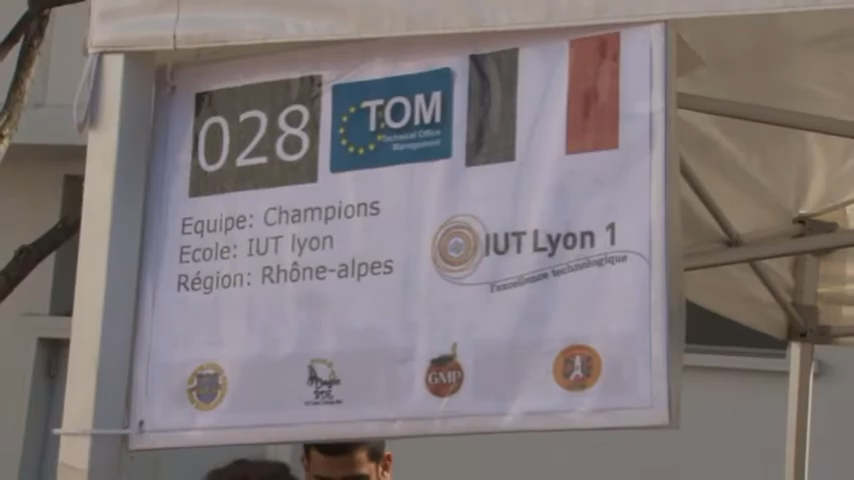 028
TOM
Technical Office
Management
Equipe: Champions
Ecole: IUT lyon
Région: Rhône-alpes
IUT Lyon 1
l'excellence technologique
GMP